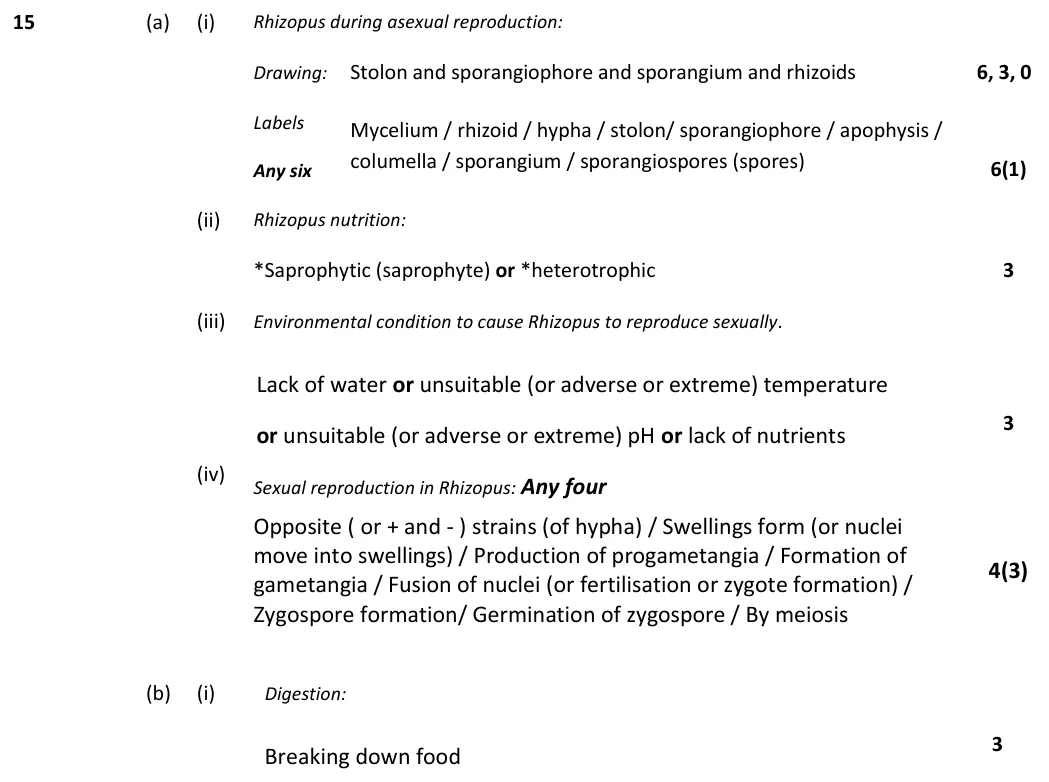 15 (a) (i) Rhizopus during asexual reproduction:
Drawing: Stolon and sporangiophore and sporangium and rhizoids 6, 3, 0
Labels Mycelium / rhizoid / hypha / stolon/ sporangiophore / apophysis /
Any six columella / sporangium / sporangiospores (spores) 6(1)
(ii) Rhizopus nutrition:
*Saprophytic (saprophyte) or *heterotrophic 3
(iii) Environmental condition to cause Rhizopus to reproduce sexually.
Lack of water or unsuitable (or adverse or extreme) temperature
or unsuitable (or adverse or extreme) pH or lack of nutrients 3
(iv) Sexual reproduction in Rhizopus: Any four
Opposite ( or + and - ) strains (of hypha) / Swellings form (or nuclei
move into swellings) / Production of progametangia / Formation of
gametangia / Fusion of nuclei (or fertilisation or zygote formation) / 4(3)
Zygospore formation/ Germination of zygospore / By meiosis
(b) (i) Digestion:
Breaking down food 3